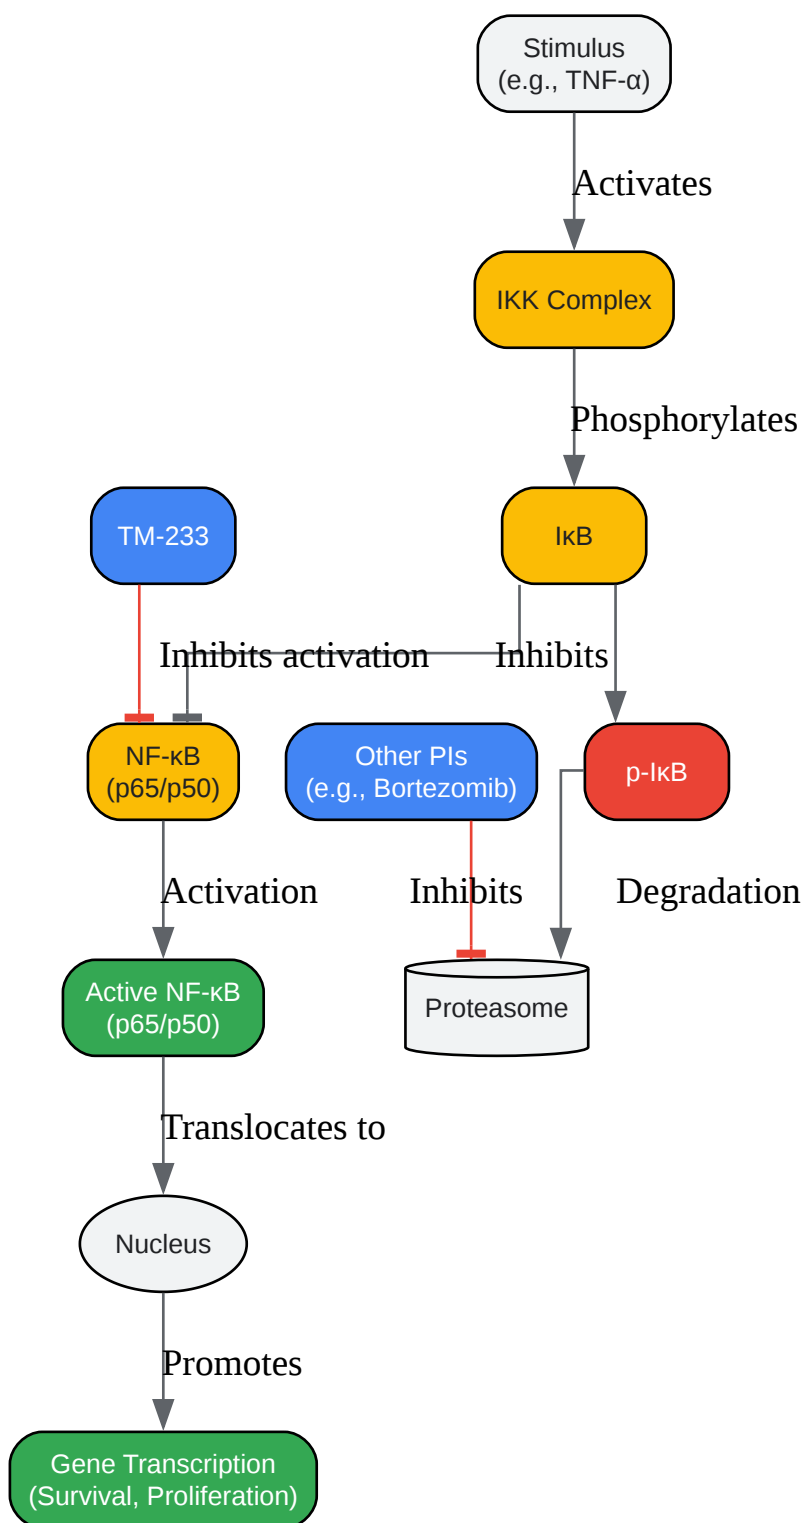 Stimulus
(e.g., TNF-α)
Activates
IKK Complex
Phosphorylates
TM-233
IκB
Inhibits activation
Inhibits
NF-κB
(p65/p50)
Other PIs
(e.g., Bortezomib)
p-IκB
Activation
Inhibits
Degradation
Active NF-κB
(p65/p50)
Proteasome
Translocates to
Nucleus
Promotes
Gene Transcription
(Survival, Proliferation)